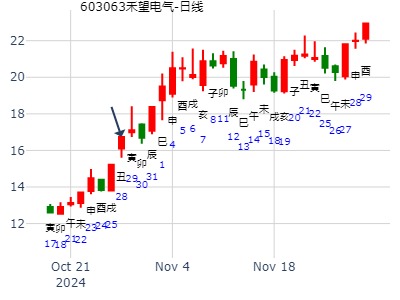 603063禾望电气-日线
22
20
18
16
14
12
寅卯 午未 申酉戌 丑 寅卯 辰 巳 申 酉戌 亥 子卯 辰 巳 午 未 戌亥 子 丑 寅 巳 午未 申 酉
17 18 21 22 23 24 25 28 29 30 31 1 4 5 6 7 8 11 12 13 14 15 18 19 20 21 22 25 26 27 28 29
Oct 21 Nov 4 Nov 18
2024